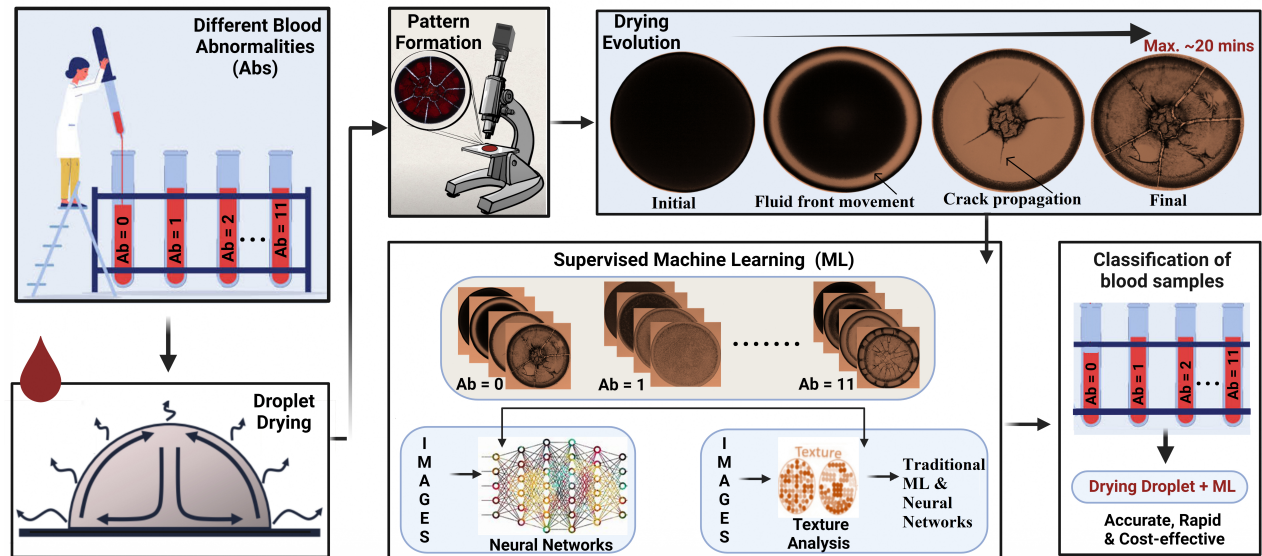 Different Blood
Abnormalities
(Abs)
Ab = 0
Ab = 1
Ab = 2
...
Ab = 11
Droplet
Drying
Pattern
Formation
Drying
Evolution
Max. ~20 mins
Initial
Fluid front movement
Crack propagation
Final
Supervised Machine Learning (ML)
Ab = 0
Ab = 1
.......
Ab = 11
IMAGES
Neural Networks
IMAGES
Texture
Texture
Analysis
Traditional
ML &
Neural
Networks
Classification of
blood samples
Ab = 0
Ab = 1
Ab = 2
...
Ab = 11
Drying Droplet + ML
Accurate, Rapid
& Cost-effective